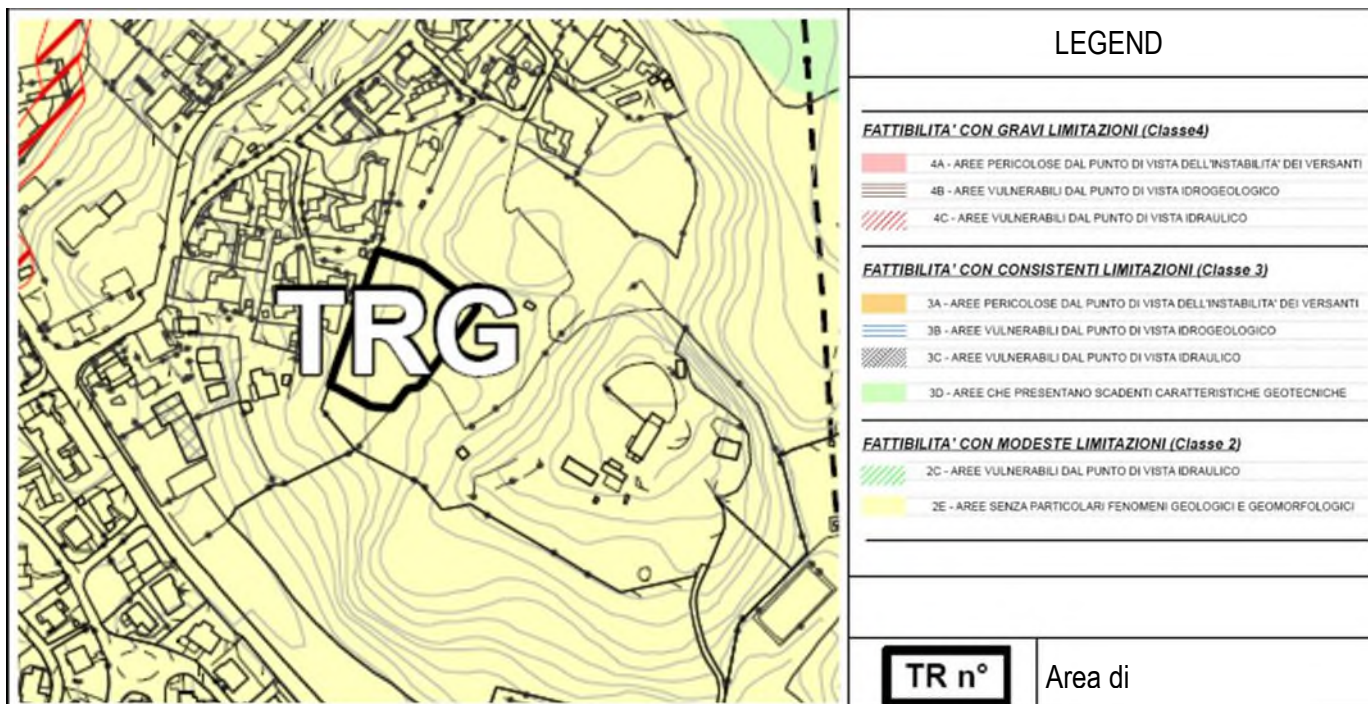 TRG
LEGEND
FATTIBILITA' CON GRAVI LIMITAZIONI (Classe4)
4A - AREE PERICOLOSE DAL PUNTO DI VISTA DELL'INSTABILITA' DEI VERSANTI
4B - AREE VULNERABILI DAL PUNTO DI VISTA IDROGEOLOGICO
4C - AREE VULNERABILI DAL PUNTO DI VISTA IDRAULICO
FATTIBILITA' CON CONSISTENTI LIMITAZIONI (Classe 3)
3A - AREE PERICOLOSE DAL PUNTO DI VISTA DELL'INSTABILITA' DEI VERSANTI
3B - AREE VULNERABILI DAL PUNTO DI VISTA IDROGEOLOGICO
3C - AREE VULNERABILI DAL PUNTO DI VISTA IDRAULICO
3D - AREE CHE PRESENTANO SCADENTI CARATTERISTICHE GEOTECNICHE
FATTIBILITA' CON MODESTE LIMITAZIONI (Classe 2)
2C - AREE VULNERABILI DAL PUNTO DI VISTA IDRAULICO
2E - AREE SENZA PARTICOLARI FENOMENI GEOLOGICI E GEOMORFOLOGICI
TR n° Area di